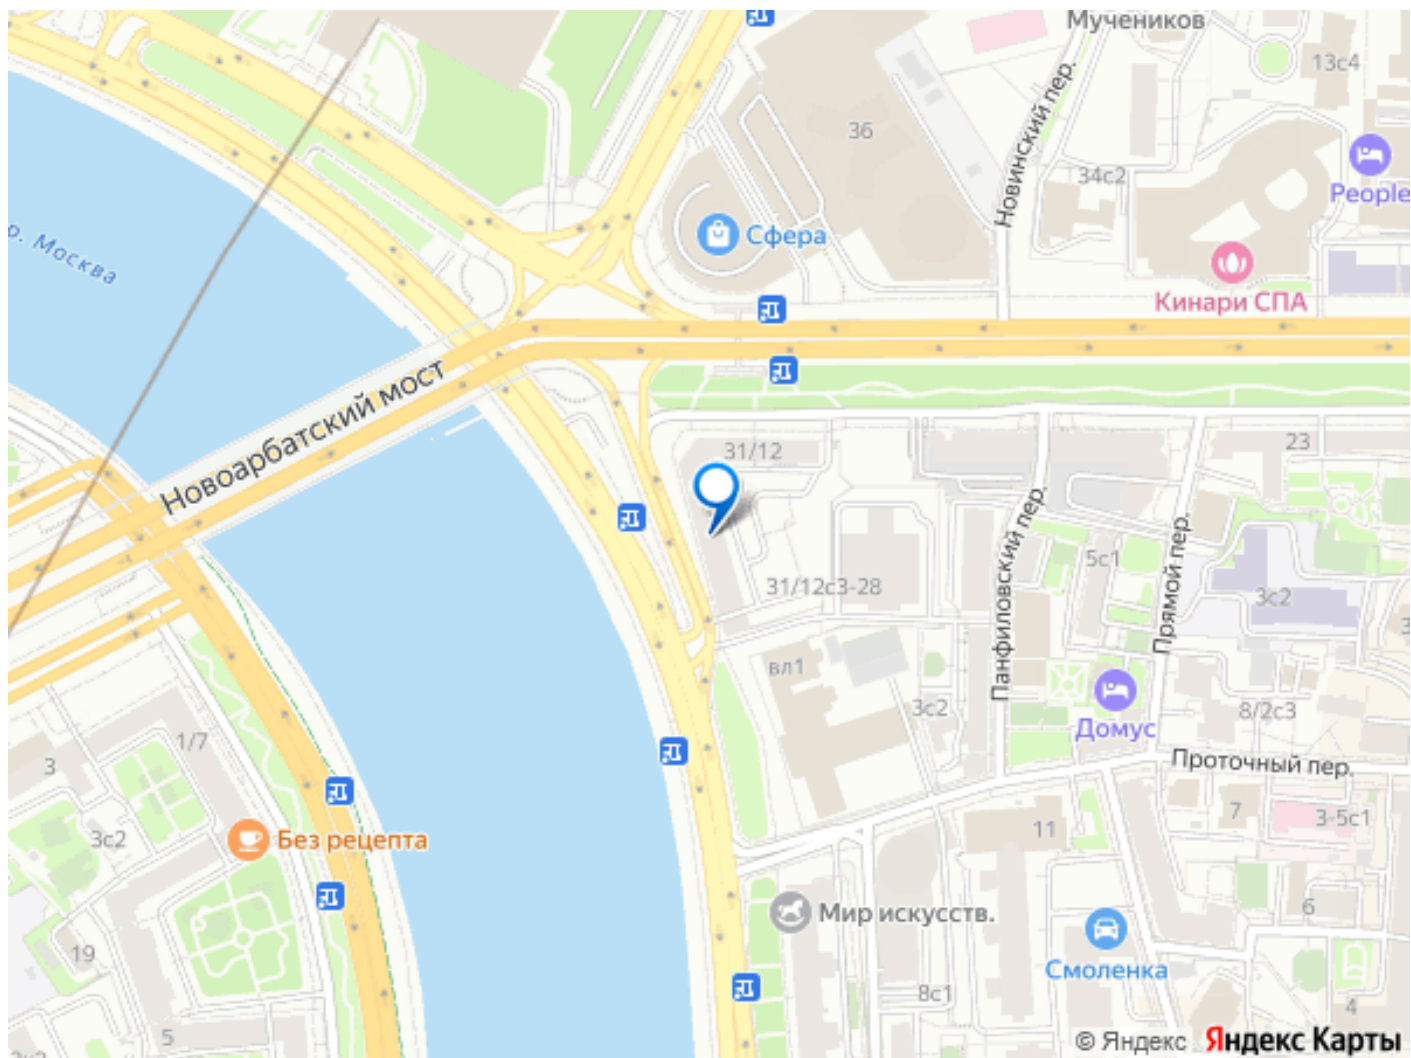 Мучеников
13с4
36
Новинский пер.
34с2
People
Сфера
р. Москва
Кинари СПА
Новоарбатский мост
31/12
23
Панфиловский пер.
Прямой пер.
5с1
31/12с3-28
3с2
вл1
3с2
8/2с3
Домус
1/7
3
Проточный пер.
7
3-5с1
11
3с2
Без рецепта
6
Мир искусств.
19
Смоленка
8с1
4
5
© Яндекс Яндекс Карты